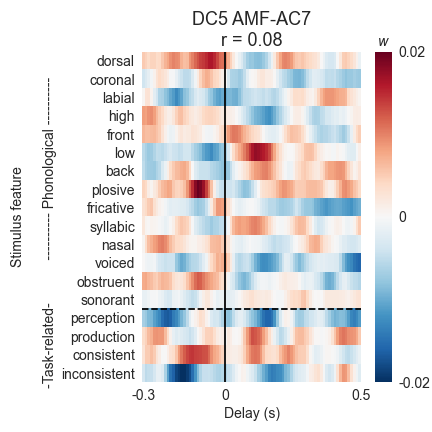 DC5 AMF-AC7
r = 0.08
w
dorsal
coronal
labial
high
front
low
back
plosive
fricative
syllabic
nasal
voiced
obstruent
sonorant
perception
production
consistent
inconsistent
Stimulus feature
-Task-related- ---------- Phonological ----------
0.02
0
-0.02
-0.3 0 0.5
Delay (s)